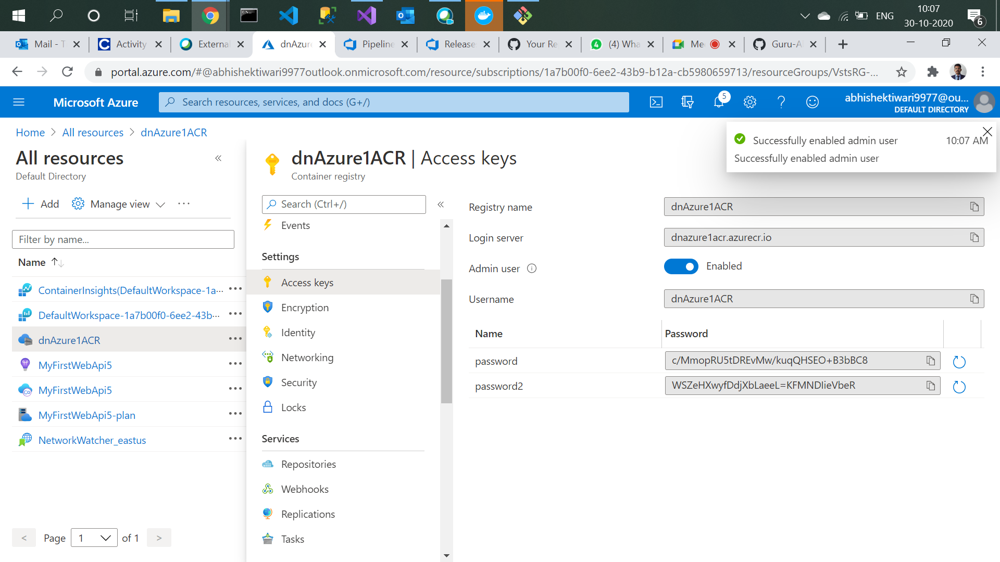 ENG
10:07
30-10-2020
6
Mail - T
Activity
External
dnAzure
Pipeline
Release
Your Re
(4) Wha
Me
Guru-A
portal.azure.com/#@abhishektiwari9977outlook.onmicrosoft.com/resource/subscriptions/1a7b00f0-6ee2-43b9-b12a-cb5980659713/resourceGroups/VstsRG-...
Microsoft Azure
Search resources, services, and docs (G+/)
5
abhishektiwari9977@ou...
DEFAULT DIRECTORY
Home > All resources > dnAzure1ACR
Successfully enabled admin user 10:07 AM
Successfully enabled admin user
All resources
Default Directory
Add
Manage view
Filter by name...
Name
ContainerInsights(DefaultWorkspace-1a...
DefaultWorkspace-1a7b00f0-6ee2-43b...
dnAzure1ACR
MyFirstWebApi5
MyFirstWebApi5
MyFirstWebApi5-plan
NetworkWatcher_eastus
< Page 1 of 1 >
dnAzure1ACR | Access keys
Container registry
Search (Ctrl+/)
Events
Settings
Access keys
Encryption
Identity
Networking
Security
Locks
Services
Repositories
Webhooks
Replications
Tasks
Registry name dnAzure1ACR
Login server dnazure1acr.azurecr.io
Admin user Enabled
Username dnAzure1ACR
Name Password
password c/MmopRU5tDREvMw/kuqQHSEO+B3bBC8
password2 WSZeHXwyfDdjXbLaeeL=KFMNDIieVbeR